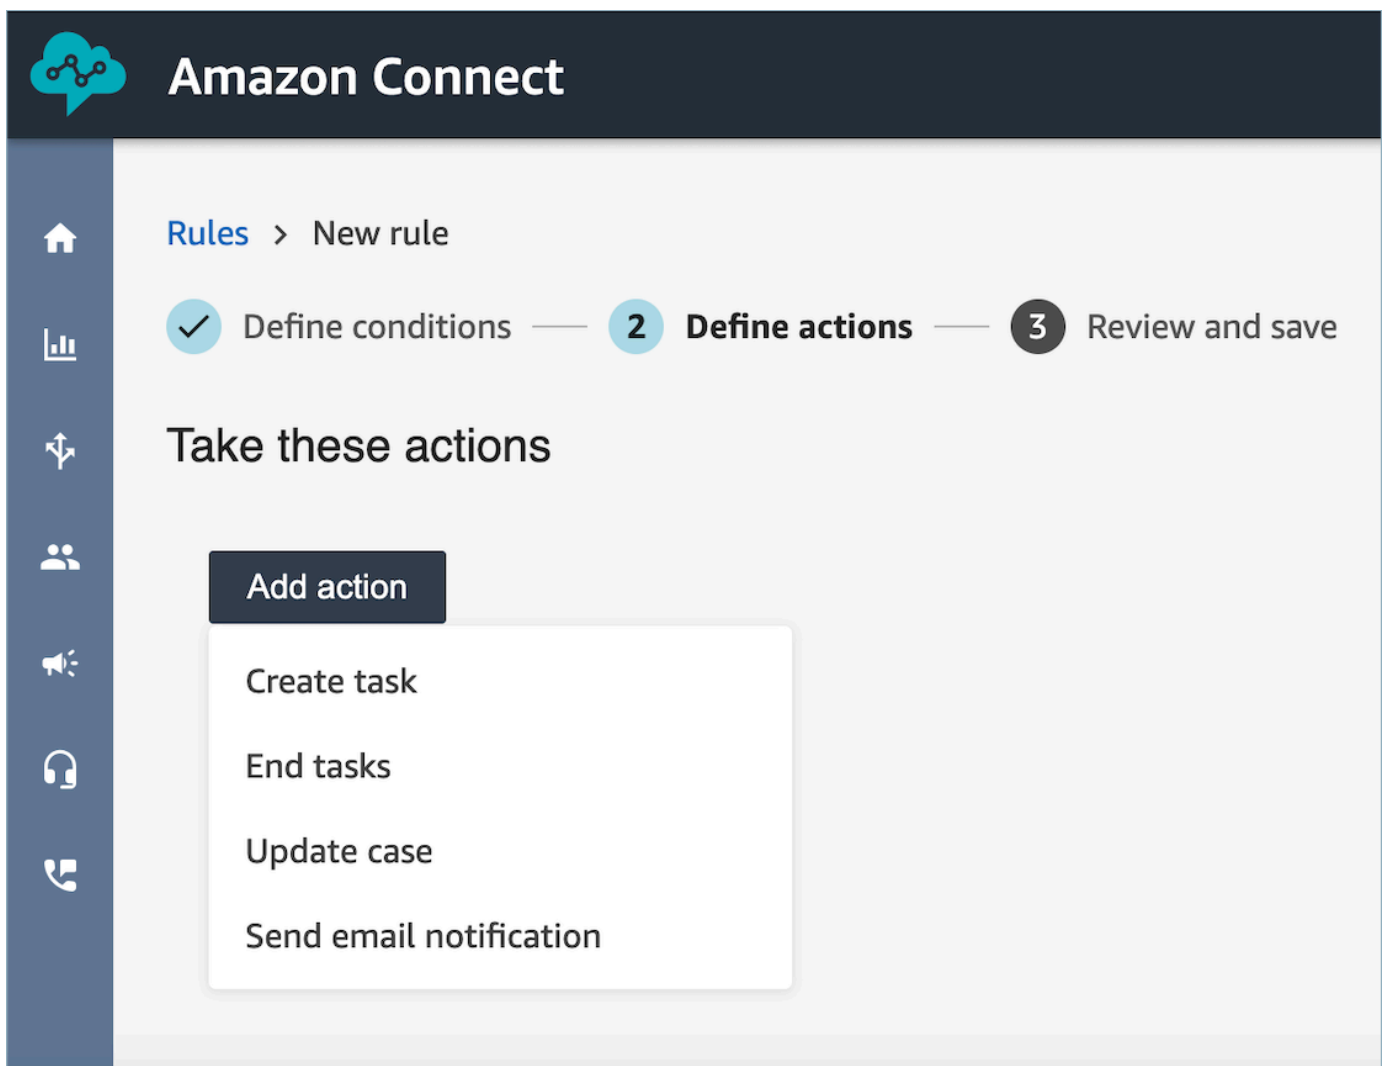 Amazon Connect
Rules > New rule
Define conditions 2 Define actions 3 Review and save
Take these actions
Add action
Create task
End tasks
Update case
Send email notification